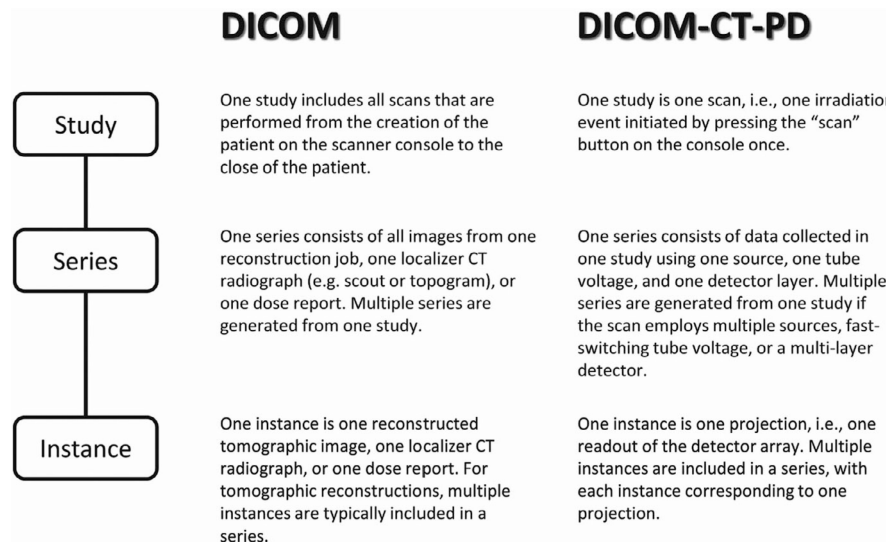 DICOM
DICOM-CT-PD
Study
One study includes all scans that are
performed from the creation of the
patient on the scanner console to the
close of the patient.
One study is one scan, i.e., one irradiation
event initiated by pressing the “scan”
button on the console once.
Series
One series consists of all images from one
reconstruction job, one localizer CT
radiograph (e.g. scout or topogram), or
one dose report. Multiple series are
generated from one study.
One series consists of data collected in
one study using one source, one tube
voltage, and one detector layer. Multiple
series are generated from one study if
the scan employs multiple sources, fast-
switching tube voltage, or a multi-layer
detector.
Instance
One instance is one reconstructed
tomographic image, one localizer CT
radiograph, or one dose report. For
tomographic reconstructions, multiple
instances are typically included in a
series.
One instance is one projection, i.e., one
readout of the detector array. Multiple
instances are included in a series, with
each instance corresponding to one
projection.